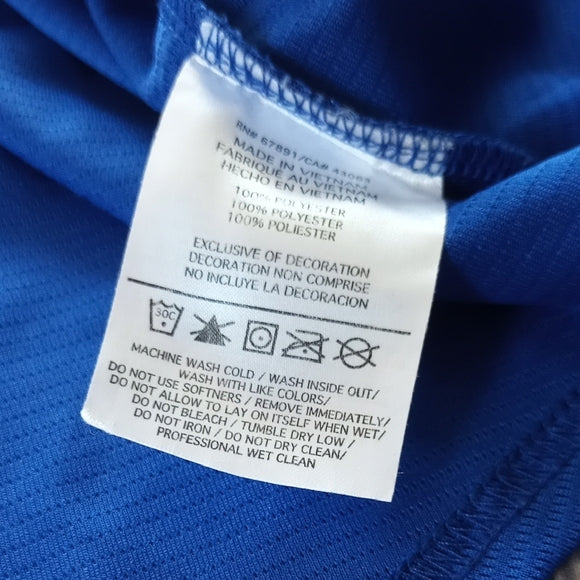 RN# 67891/CA# 43063
MADE IN VIETNAM
FABRIQUE AU VIETNAM
HECHO EN VIETNAM
100% POLYESTER
100% POLYESTER
100% POLIESTER
EXCLUSIVE OF DECORATION
DECORATION NON COMPRISE
NO INCLUYE LA DECORACION
30C
MACHINE WASH COLD / WASH INSIDE OUT/
WASH WITH LIKE COLORS/
DO NOT USE SOFTNERS / REMOVE IMMEDIATELY/
DO NOT ALLOW TO LAY ON ITSELF WHEN WET/
DO NOT BLEACH / TUMBLE DRY LOW /
DO NOT IRON / DO NOT DRY CLEAN/
PROFESSIONAL WET CLEAN